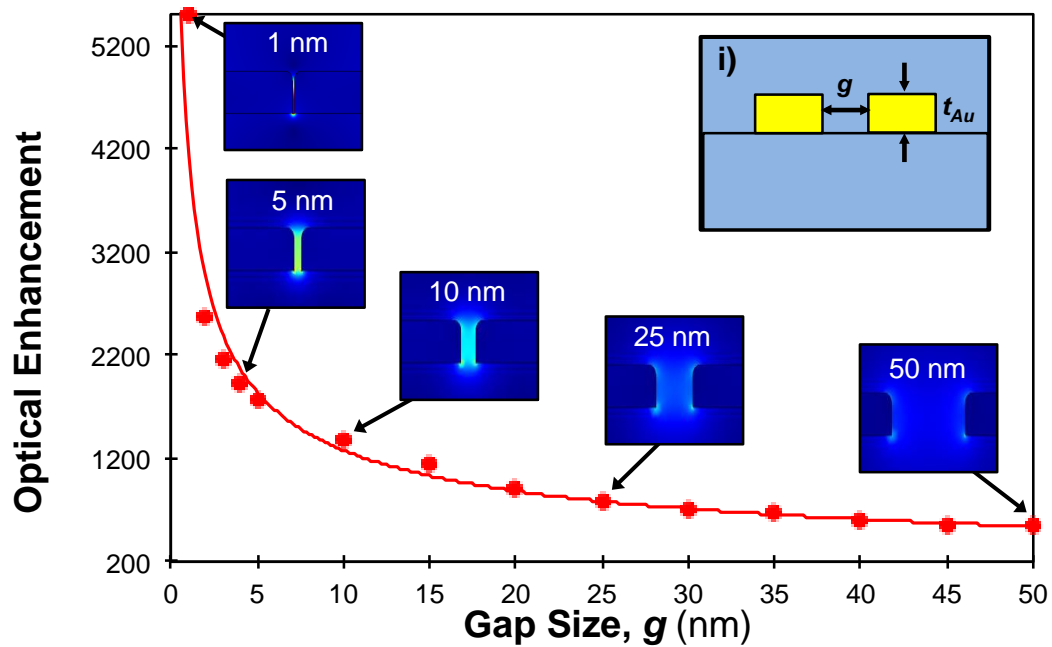 Optical Enhancement
5200
4200
3200
2200
1200
200
1 nm
5 nm
10 nm
25 nm
50 nm
i)
g
t_Au
0 5 10 15 20 25 30 35 40 45 50
Gap Size, g (nm)